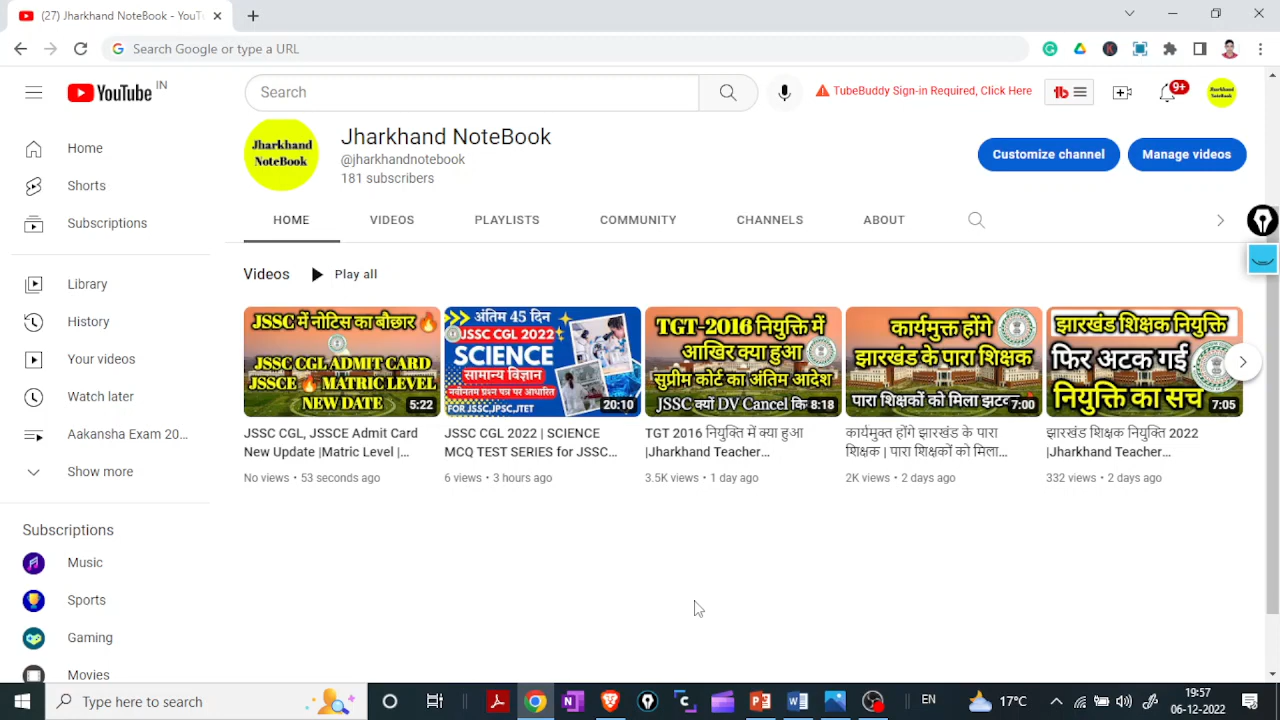 (27) Jharkhand NoteBook - YouT
Search Google or type a URL
YouTube IN
Search
TubeBuddy Sign-in Required, Click Here
9+
Jharkhand NoteBook
Home
Shorts
Subscriptions
Library
History
Your videos
Watch later
Aakansha Exam 20...
Show more
Subscriptions
Music
Sports
Gaming
Movies
Jharkhand
NoteBook
Jharkhand NoteBook
@jharkhandnotebook
181 subscribers
Customize channel
Manage videos
HOME
VIDEOS
PLAYLISTS
COMMUNITY
CHANNELS
ABOUT
Videos
Play all
JSSC में नोटिस का बौछार
JSSC CGL ADMIT CARD
JSSCE MATRIC LEVEL
NEW DATE
5:22
JSSC CGL, JSSCE Admit Card
New Update |Matric Level |...
No views • 53 seconds ago
अंतिम 45 दिन
JSSC CGL 2022
SCIENCE
सामान्य विज्ञान
नवीनतम प्रश्न पत्र पर आधारित
FOR JSSC,JPSC,JTET
20:10
JSSC CGL 2022 | SCIENCE
MCQ TEST SERIES for JSSC...
6 views • 3 hours ago
TGT-2016 नियुक्ति में
आखिर क्या हुआ
सुप्रीम कोर्ट का अंतिम आदेश
JSSC क्यों DV Cancel कि
8:18
TGT 2016 नियुक्ति में क्या हुआ
|Jharkhand Teacher...
3.5K views • 1 day ago
कार्यमुक्त होंगे
झारखंड के पारा शिक्षक
पारा शिक्षकों को मिला झटका
7:00
कार्यमुक्त होंगे झारखंड के पारा
शिक्षक | पारा शिक्षकों को मिला...
2K views • 2 days ago
झारखंड शिक्षक नियुक्ति
फिर अटक गई
नियुक्ति का सच
7:05
झारखंड शिक्षक नियुक्ति 2022
|Jharkhand Teacher...
332 views • 2 days ago
Type here to search
EN
17°C
19:57
06-12-2022